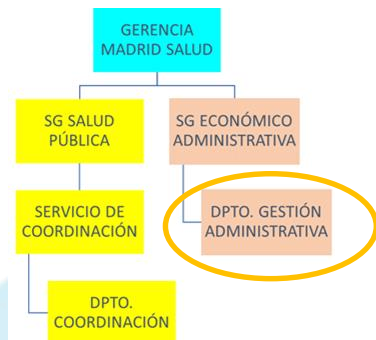 GERENCIA
MADRID SALUD
SG SALUD
PÚBLICA
SG ECONÓMICO
ADMINISTRATIVA
SERVICIO DE
COORDINACIÓN
DPTO. GESTIÓN
ADMINISTRATIVA
DPTO.
COORDINACIÓN